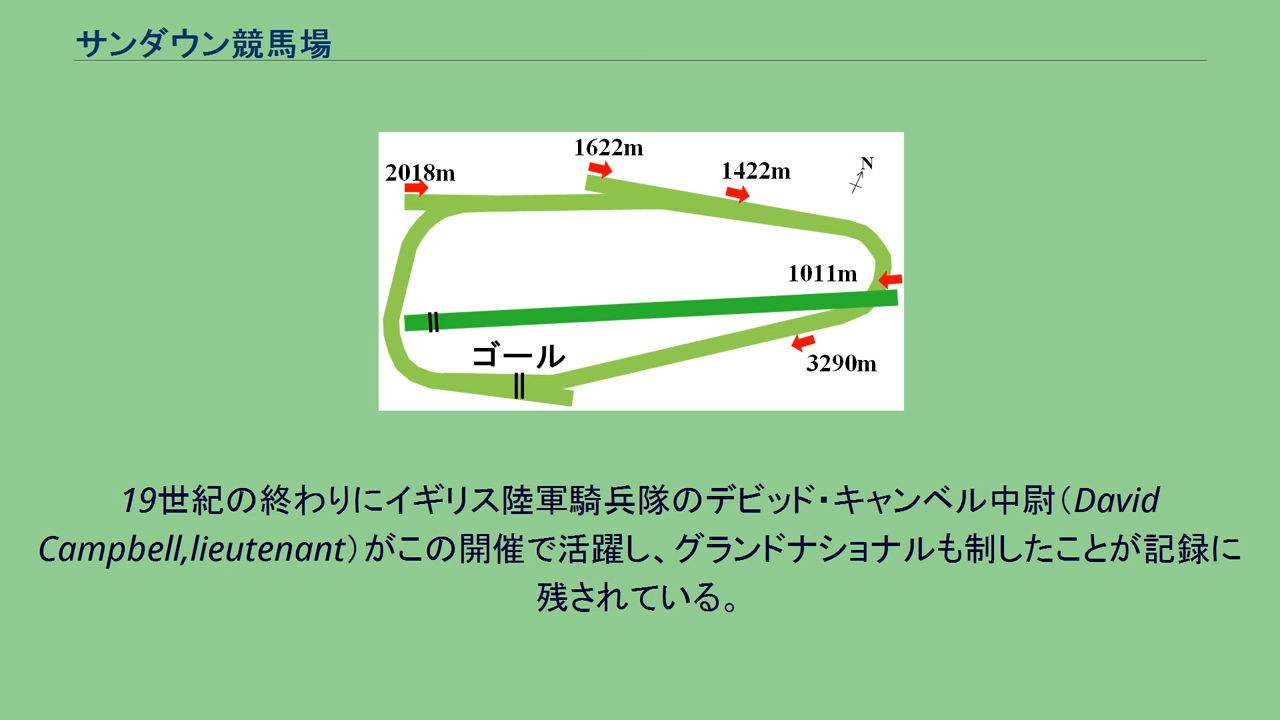 サンダウン競馬場
1622m
2018m
1422m
N
1011m
ゴール
3290m
19世紀の終わりにイギリス陸軍騎兵隊のデビッド・キャンベル中尉（David
Campbell,lieutenant）がこの開催で活躍し、グランドナショナルも制したことが記録に
残されている。